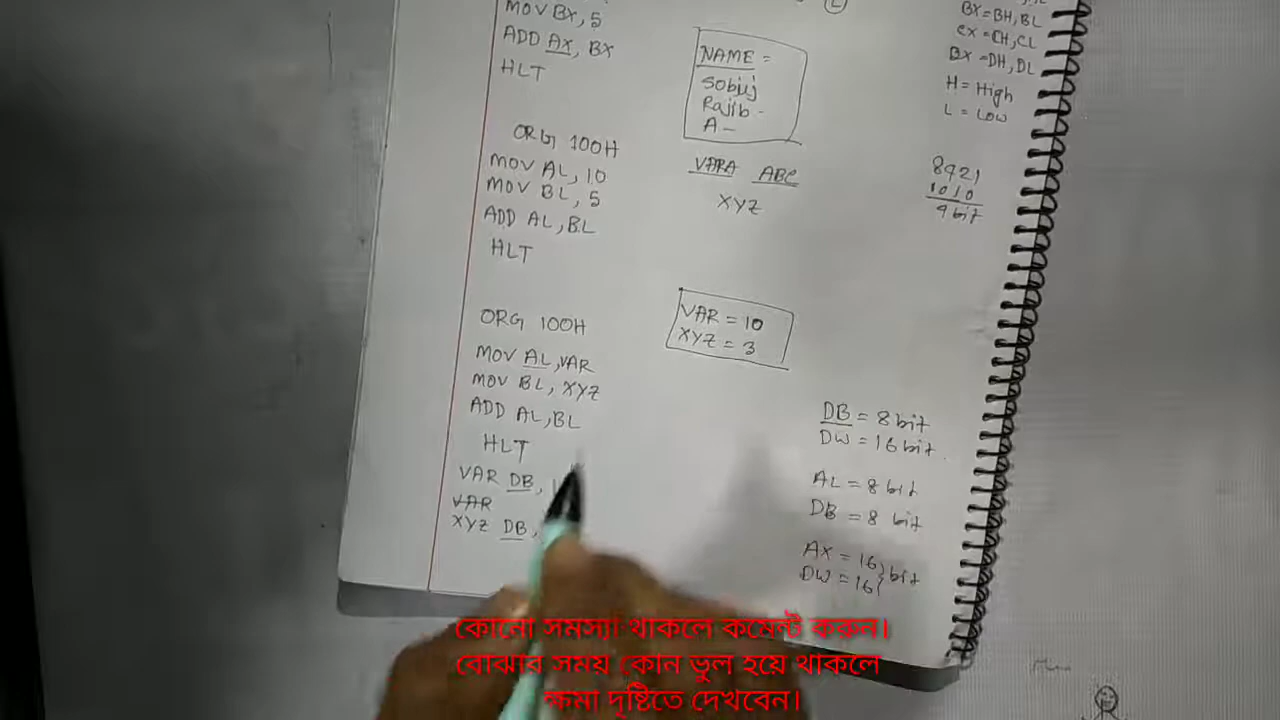 MOV BX, 5
ADD AX, BX
HLT
ORG 100H
MOV AL, 10
MOV BL, 5
ADD AL, BL
HLT
ORG 100H
MOV AL, VAR
MOV BL, XYZ
ADD AL, BL
HLT
VAR DB,
VAR
XYZ DB,
NAME =
Sobuj
Rajib -
A -
VARA ABC
XYZ
VAR = 10
XYZ = 3
BX = BH, BL
CX = CH, CL
BX = DH, DL
H = High
L = Low
8421
1010
4 bit
DB = 8 bit
DW = 16 bit.
AL = 8 bit
DB = 8 bit
AX = 16
DW = 16 } bit
কোনো সমস্যা থাকলে কমেন্ট করুন।
বোঝার সময় কোন ভুল হয়ে থাকলে
ক্ষমা দৃষ্টিতে দেখবেন।